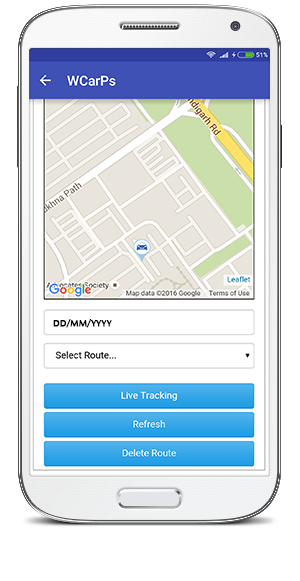 51%
WCarPs
ndigarh Rd
ukhna Path
Advocates Society
Leaflet
Google
Map data ©2016 Google
Terms of Use
DD/MM/YYYY
Select Route...
Live Tracking
Refresh
Delete Route